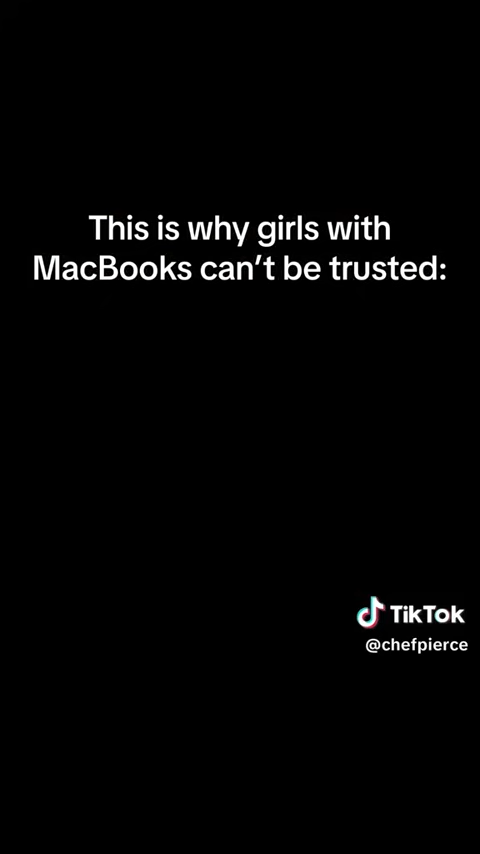 This is why girls with
MacBooks can’t be trusted:
TikTok
@chefpierce